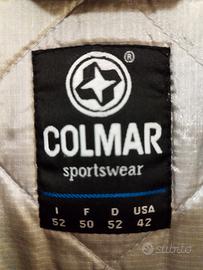 ®
COLMAR
sportswear
I F D USA
52 50 52 42
subito